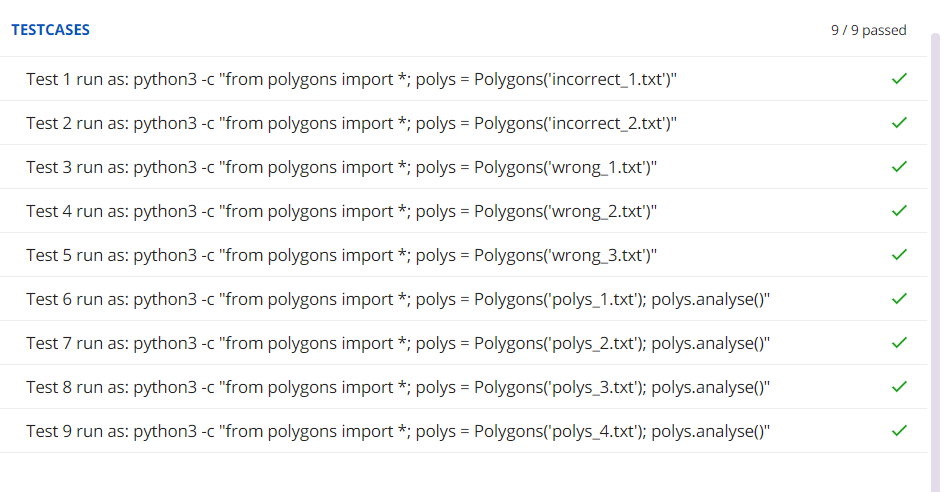 TESTCASES 9 / 9 passed
Test 1 run as: python3 -c "from polygons import *; polys = Polygons('incorrect_1.txt')"
Test 2 run as: python3 -c "from polygons import *; polys = Polygons('incorrect_2.txt')"
Test 3 run as: python3 -c "from polygons import *; polys = Polygons('wrong_1.txt')"
Test 4 run as: python3 -c "from polygons import *; polys = Polygons('wrong_2.txt')"
Test 5 run as: python3 -c "from polygons import *; polys = Polygons('wrong_3.txt')"
Test 6 run as: python3 -c "from polygons import *; polys = Polygons('polys_1.txt'); polys.analyse()"
Test 7 run as: python3 -c "from polygons import *; polys = Polygons('polys_2.txt'); polys.analyse()"
Test 8 run as: python3 -c "from polygons import *; polys = Polygons('polys_3.txt'); polys.analyse()"
Test 9 run as: python3 -c "from polygons import *; polys = Polygons('polys_4.txt'); polys.analyse()"